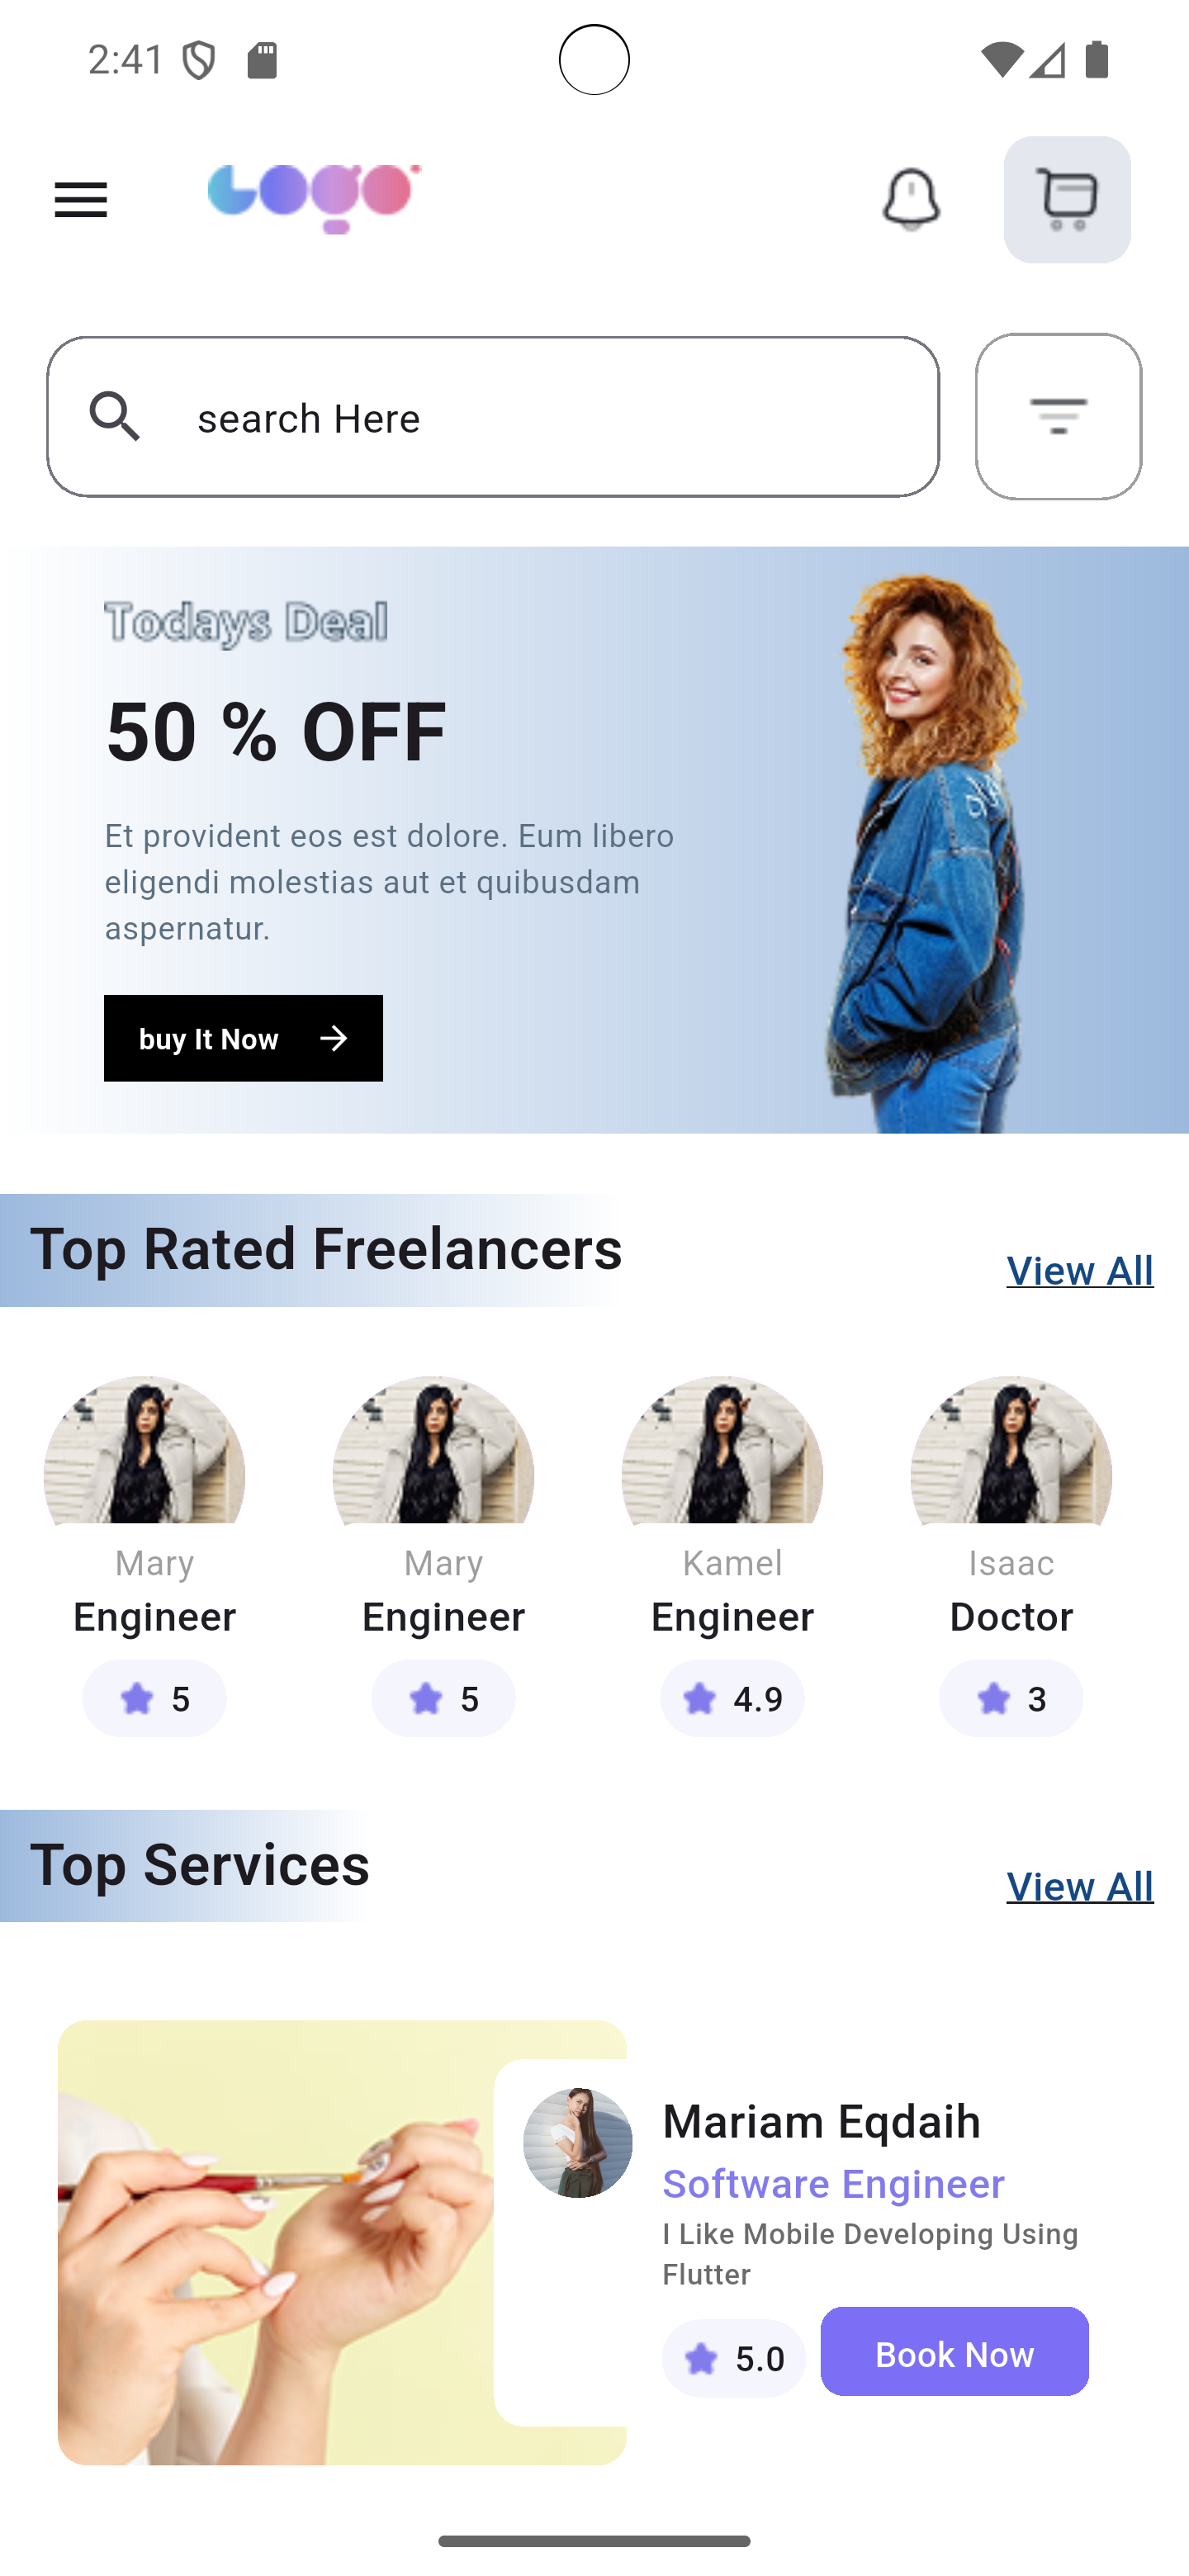 2:41
Logo
search Here
Todays Deal
50 % OFF
Et provident eos est dolore. Eum libero
eligendi molestias aut et quibusdam
aspernatur.
buy It Now
Top Rated Freelancers
View All
Mary
Engineer
5
Mary
Engineer
5
Kamel
Engineer
4.9
Isaac
Doctor
3
Top Services
View All
Mariam Eqdaih
Software Engineer
I Like Mobile Developing Using
Flutter
5.0
Book Now